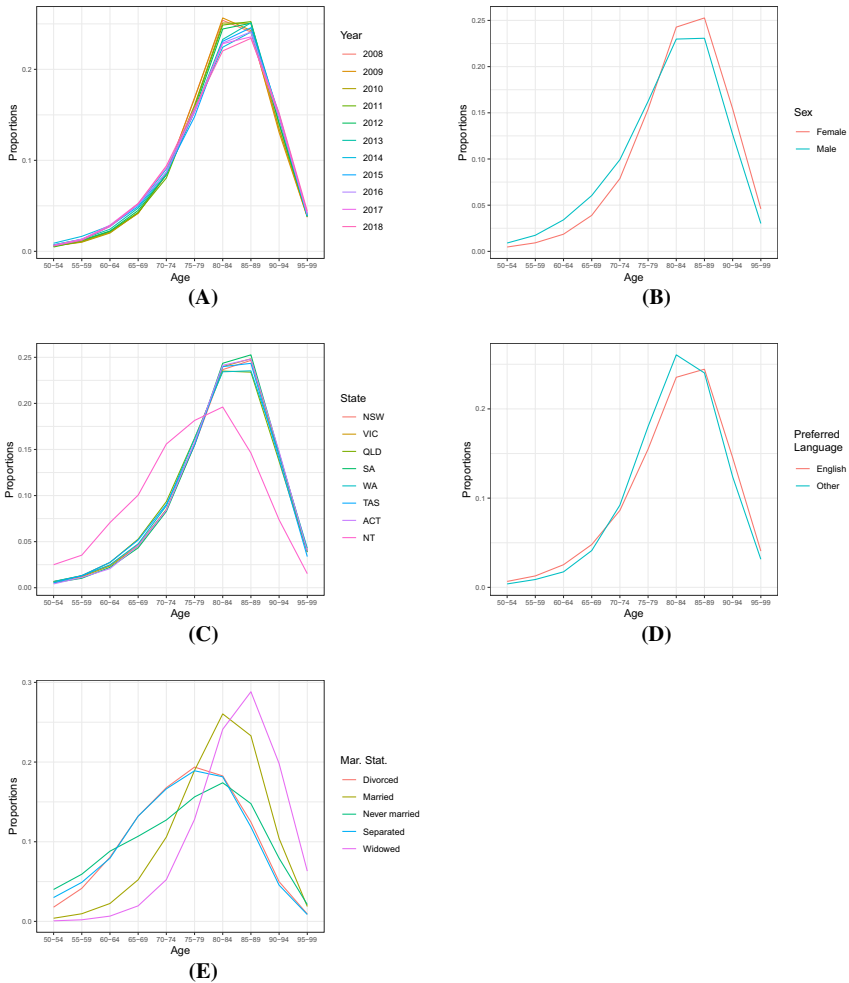 Proportions
0.2
0.1
0.0
50−54 55−59 60−64 65−69 70−74 75−79 80−84 85−89 90−94 95−99
Age
Year
2008
2009
2010
2011
2012
2013
2014
2015
2016
2017
2018
(A)
Proportions
0.25
0.20
0.15
0.10
0.05
0.00
50−54 55−59 60−64 65−69 70−74 75−79 80−84 85−89 90−94 95−99
Age
Sex
Female
Male
(B)
Proportions
0.25
0.20
0.15
0.10
0.05
0.00
50−54 55−59 60−64 65−69 70−74 75−79 80−84 85−89 90−94 95−99
Age
State
NSW
VIC
QLD
SA
WA
TAS
ACT
NT
(C)
Proportions
0.2
0.1
0.0
50−54 55−59 60−64 65−69 70−74 75−79 80−84 85−89 90−94 95−99
Age
Preferred
Language
English
Other
(D)
Proportions
0.3
0.2
0.1
0.0
50−54 55−59 60−64 65−69 70−74 75−79 80−84 85−89 90−94 95−99
Age
Mar. Stat.
Divorced
Married
Never married
Separated
Widowed
(E)